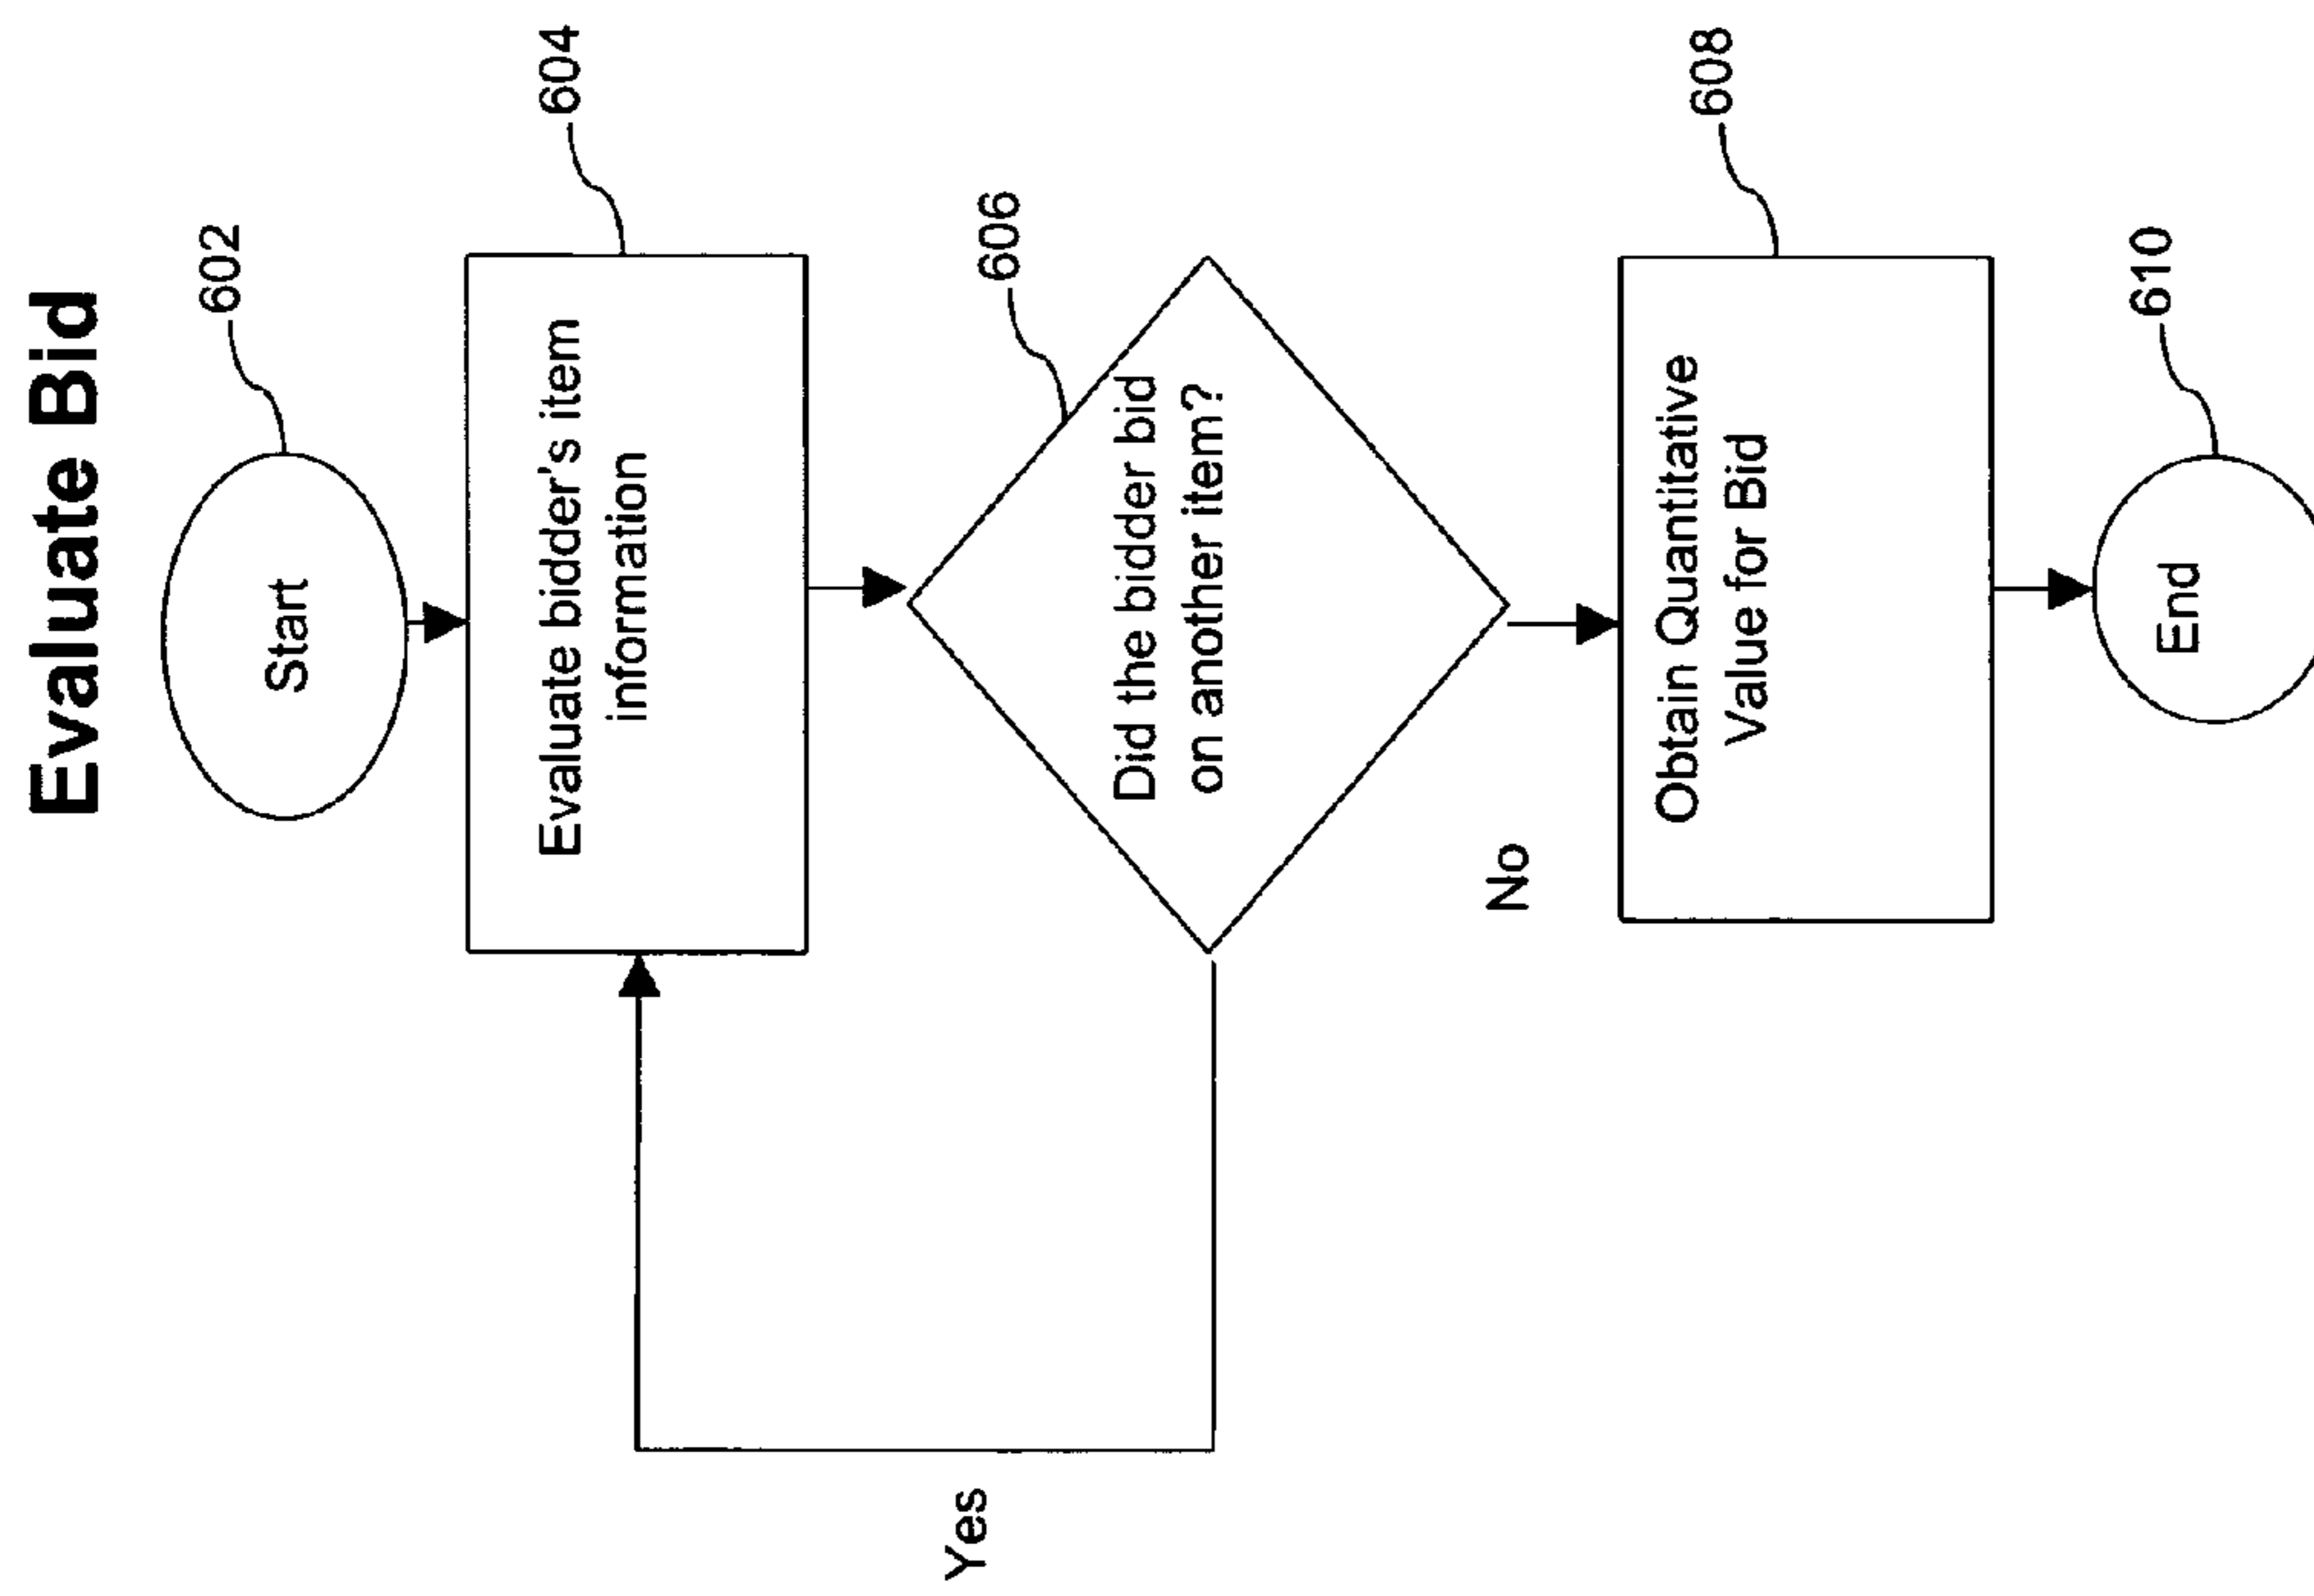 Evaluate Bid
602
Start
604
Evaluate bidder's item
information
606
Did the bidder bid
on another item?
Yes
No
608
Obtain Quantitative
Value for Bid
610
End